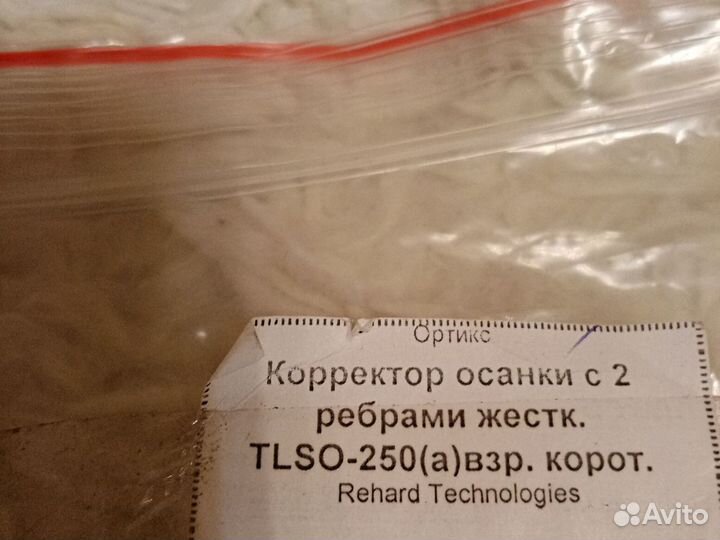 Ортикс
Корректор осанки с 2
ребрами жестк.
TLSO-250(а)взр. корот.
Rehard Technologies
Avito